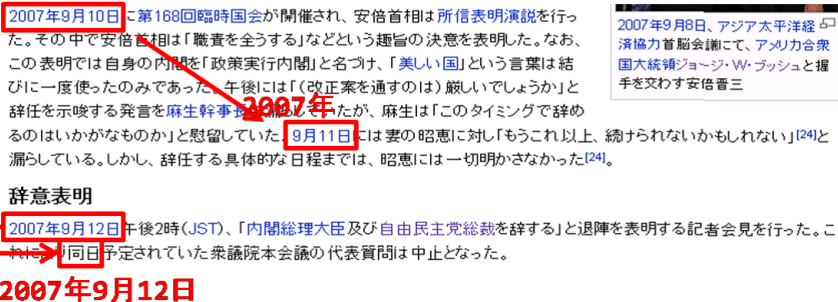 2007年9月10日に第168回臨時国会が開催され、安倍首相は所信表明演説を行っ
た。その中で安倍首相は「職責を全うする」などという趣旨の決意を表明した。なお、
この表明では自身の内閣を「政策実行内閣」と名づけ、「美しい国」という言葉は結
びに一度使ったのみであった。午後には「(改正案を通すのは)厳しいでしょうか」と
辞任を示唆する発言を麻生幹事長していたが、麻生は「このタイミングで辞め
2007年
るのはいかがなものか」と慰留していた。9月11日には妻の昭恵に対し「もうこれ以上、続けられないかもしれない」[24]と
漏らしている。しかし、辞任する具体的な日程までは、昭恵には一切明かさなかった[24]。
2007年9月8日、アジア太平洋経
済協力首脳会議にて、アメリカ合衆
国大統領ジョージ・W・ブッシュと握
手を交わす安倍晋三
辞意表明
2007年9月12日午後2時(JST)、「内閣総理大臣及び自由民主党総裁を辞する」と退陣を表明する記者会見を行った。こ
れにより同日予定されていた衆議院本会議の代表質問は中止となった。
2007年9月12日